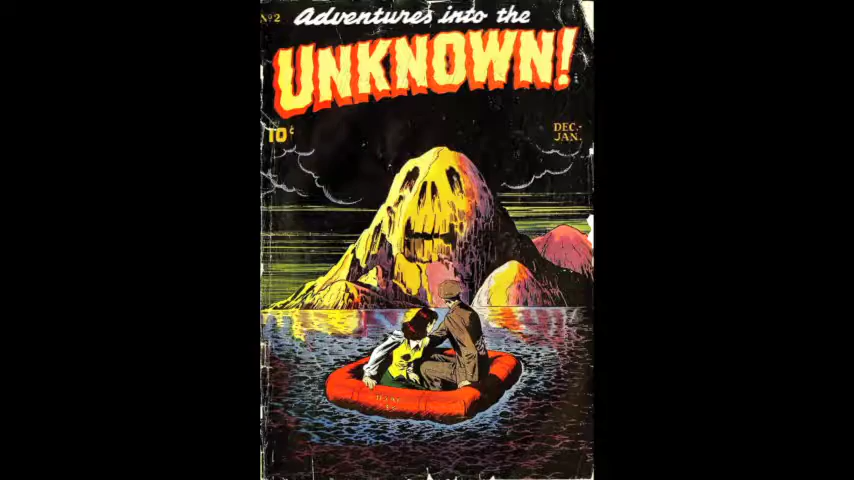 Nº2
Adventures into the
UNKNOWN!
10¢
DEC.-
JAN.